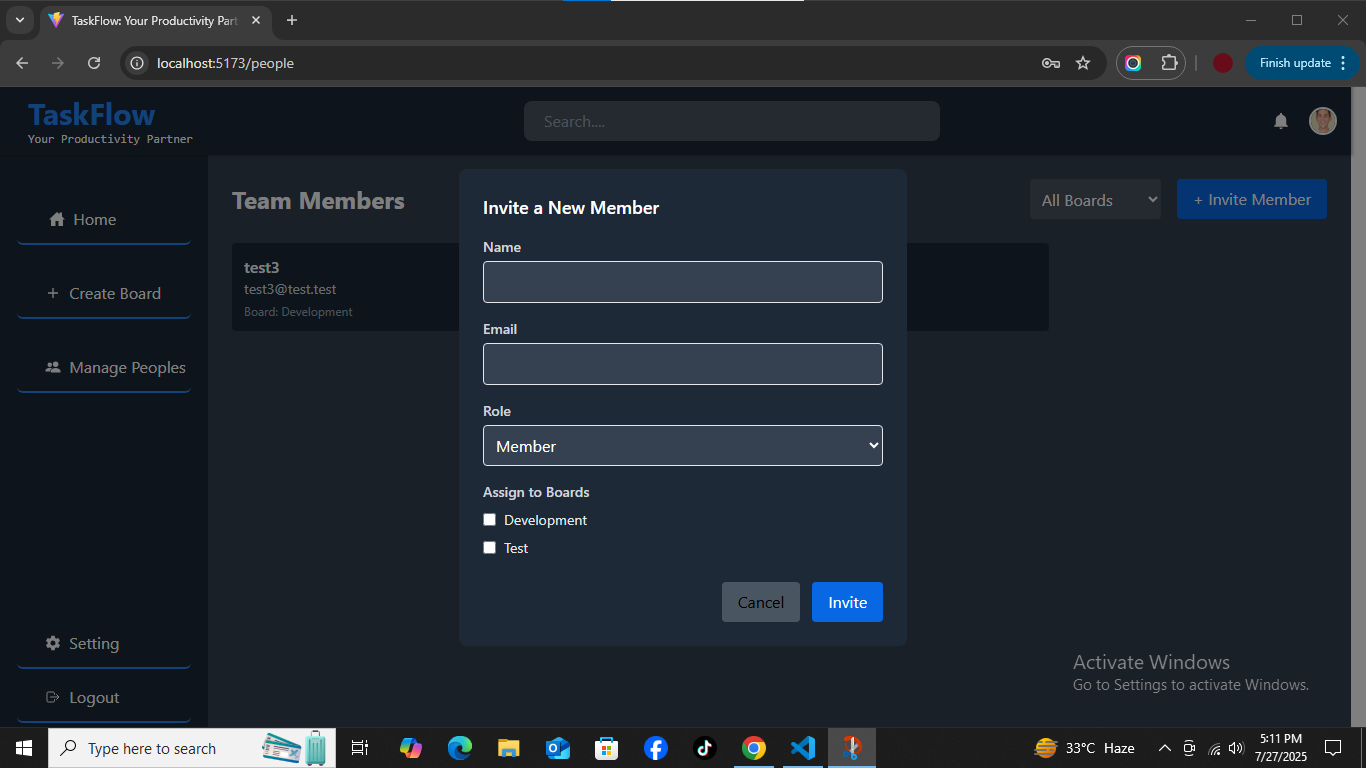 TaskFlow: Your Productivity Part
localhost:5173/people
Finish update
TaskFlow
Your Productivity Partner
Search....
Home
Create Board
Manage Peoples
Setting
Logout
Team Members
All Boards
+ Invite Member
test3
test3@test.test
Board: Development
Invite a New Member
Name
Email
Role
Member
Assign to Boards
Development
Test
Cancel
Invite
Activate Windows
Go to Settings to activate Windows.
Type here to search
33°C Haze
5:11 PM
7/27/2025